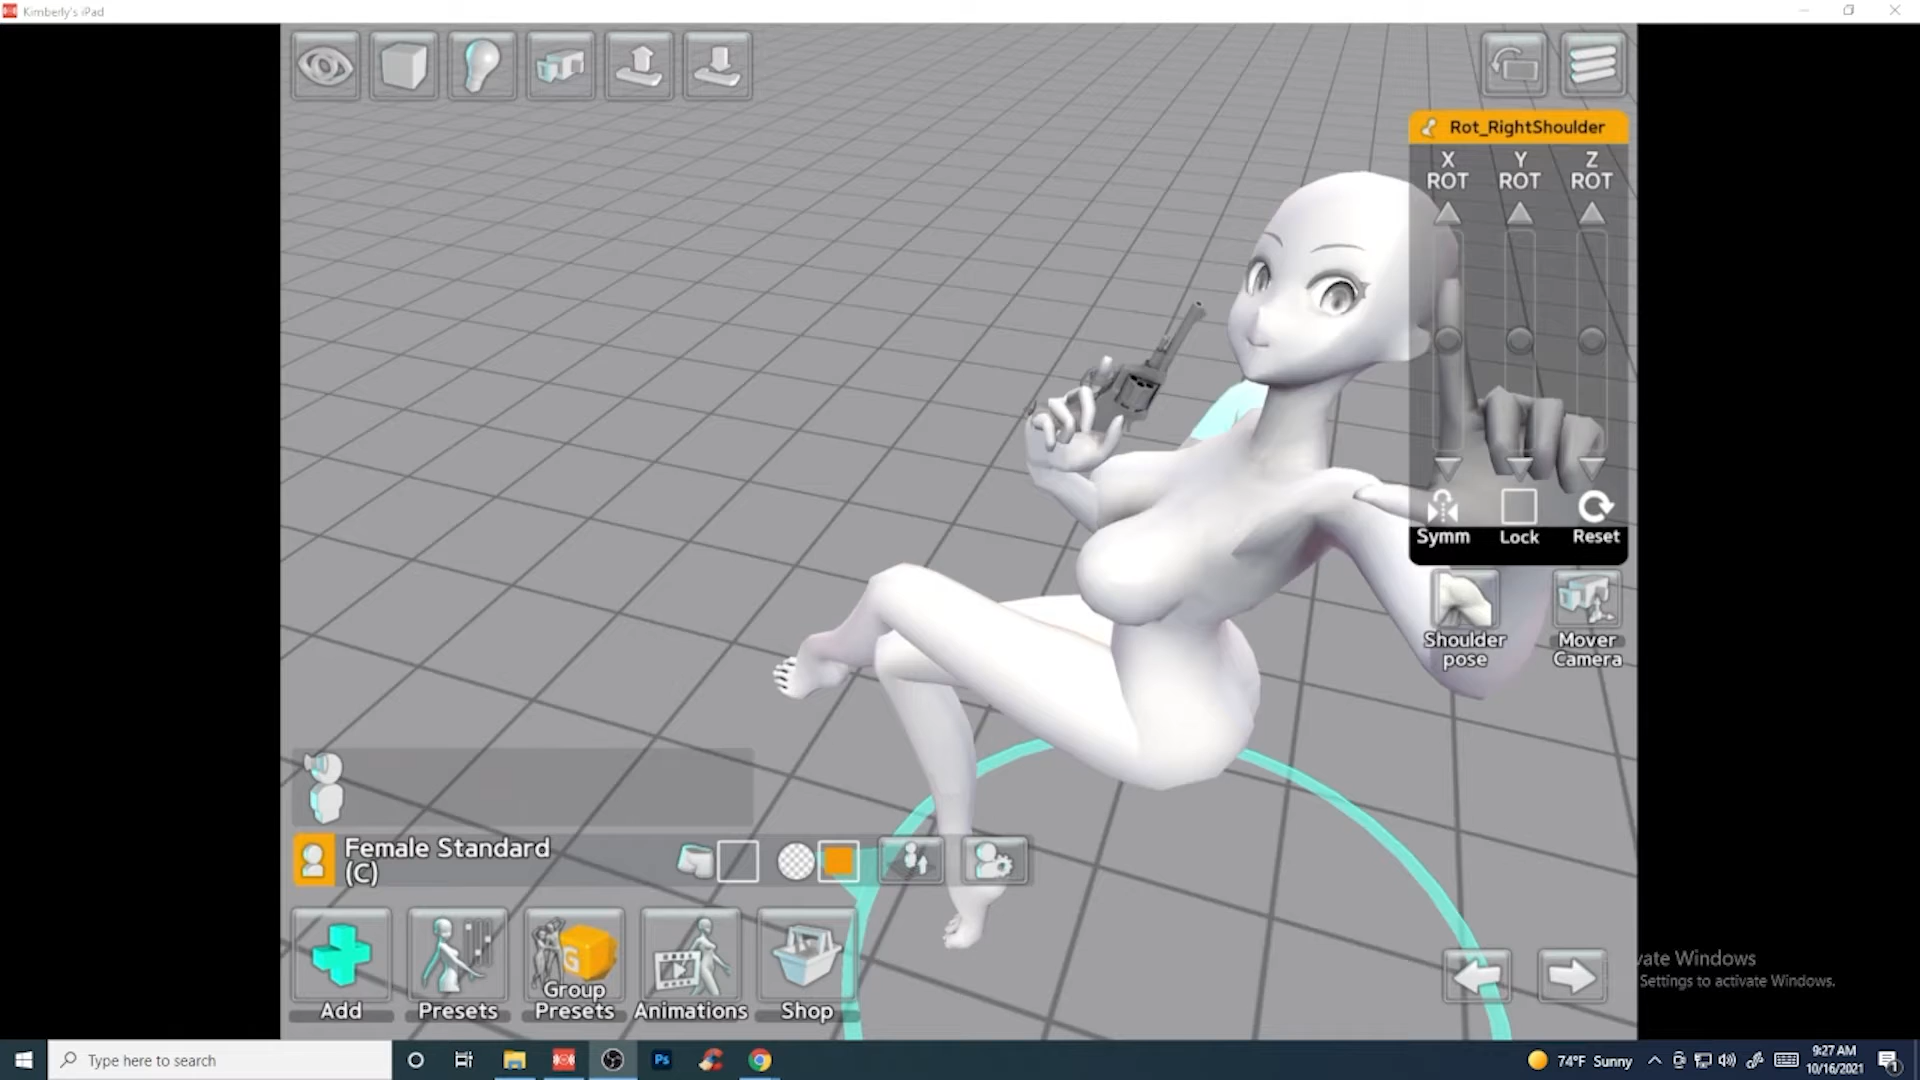 Kimberly's iPad
Rot_RightShoulder
X Y Z
ROT ROT ROT
Symm Lock Reset
Shoulder pose
Mover Camera
Female Standard
(C)
G
Add
Presets
Group Presets
Animations
Shop
vate Windows
Settings to activate Windows.
Type here to search
Ps
74°F Sunny
9:27 AM
10/16/2021
1